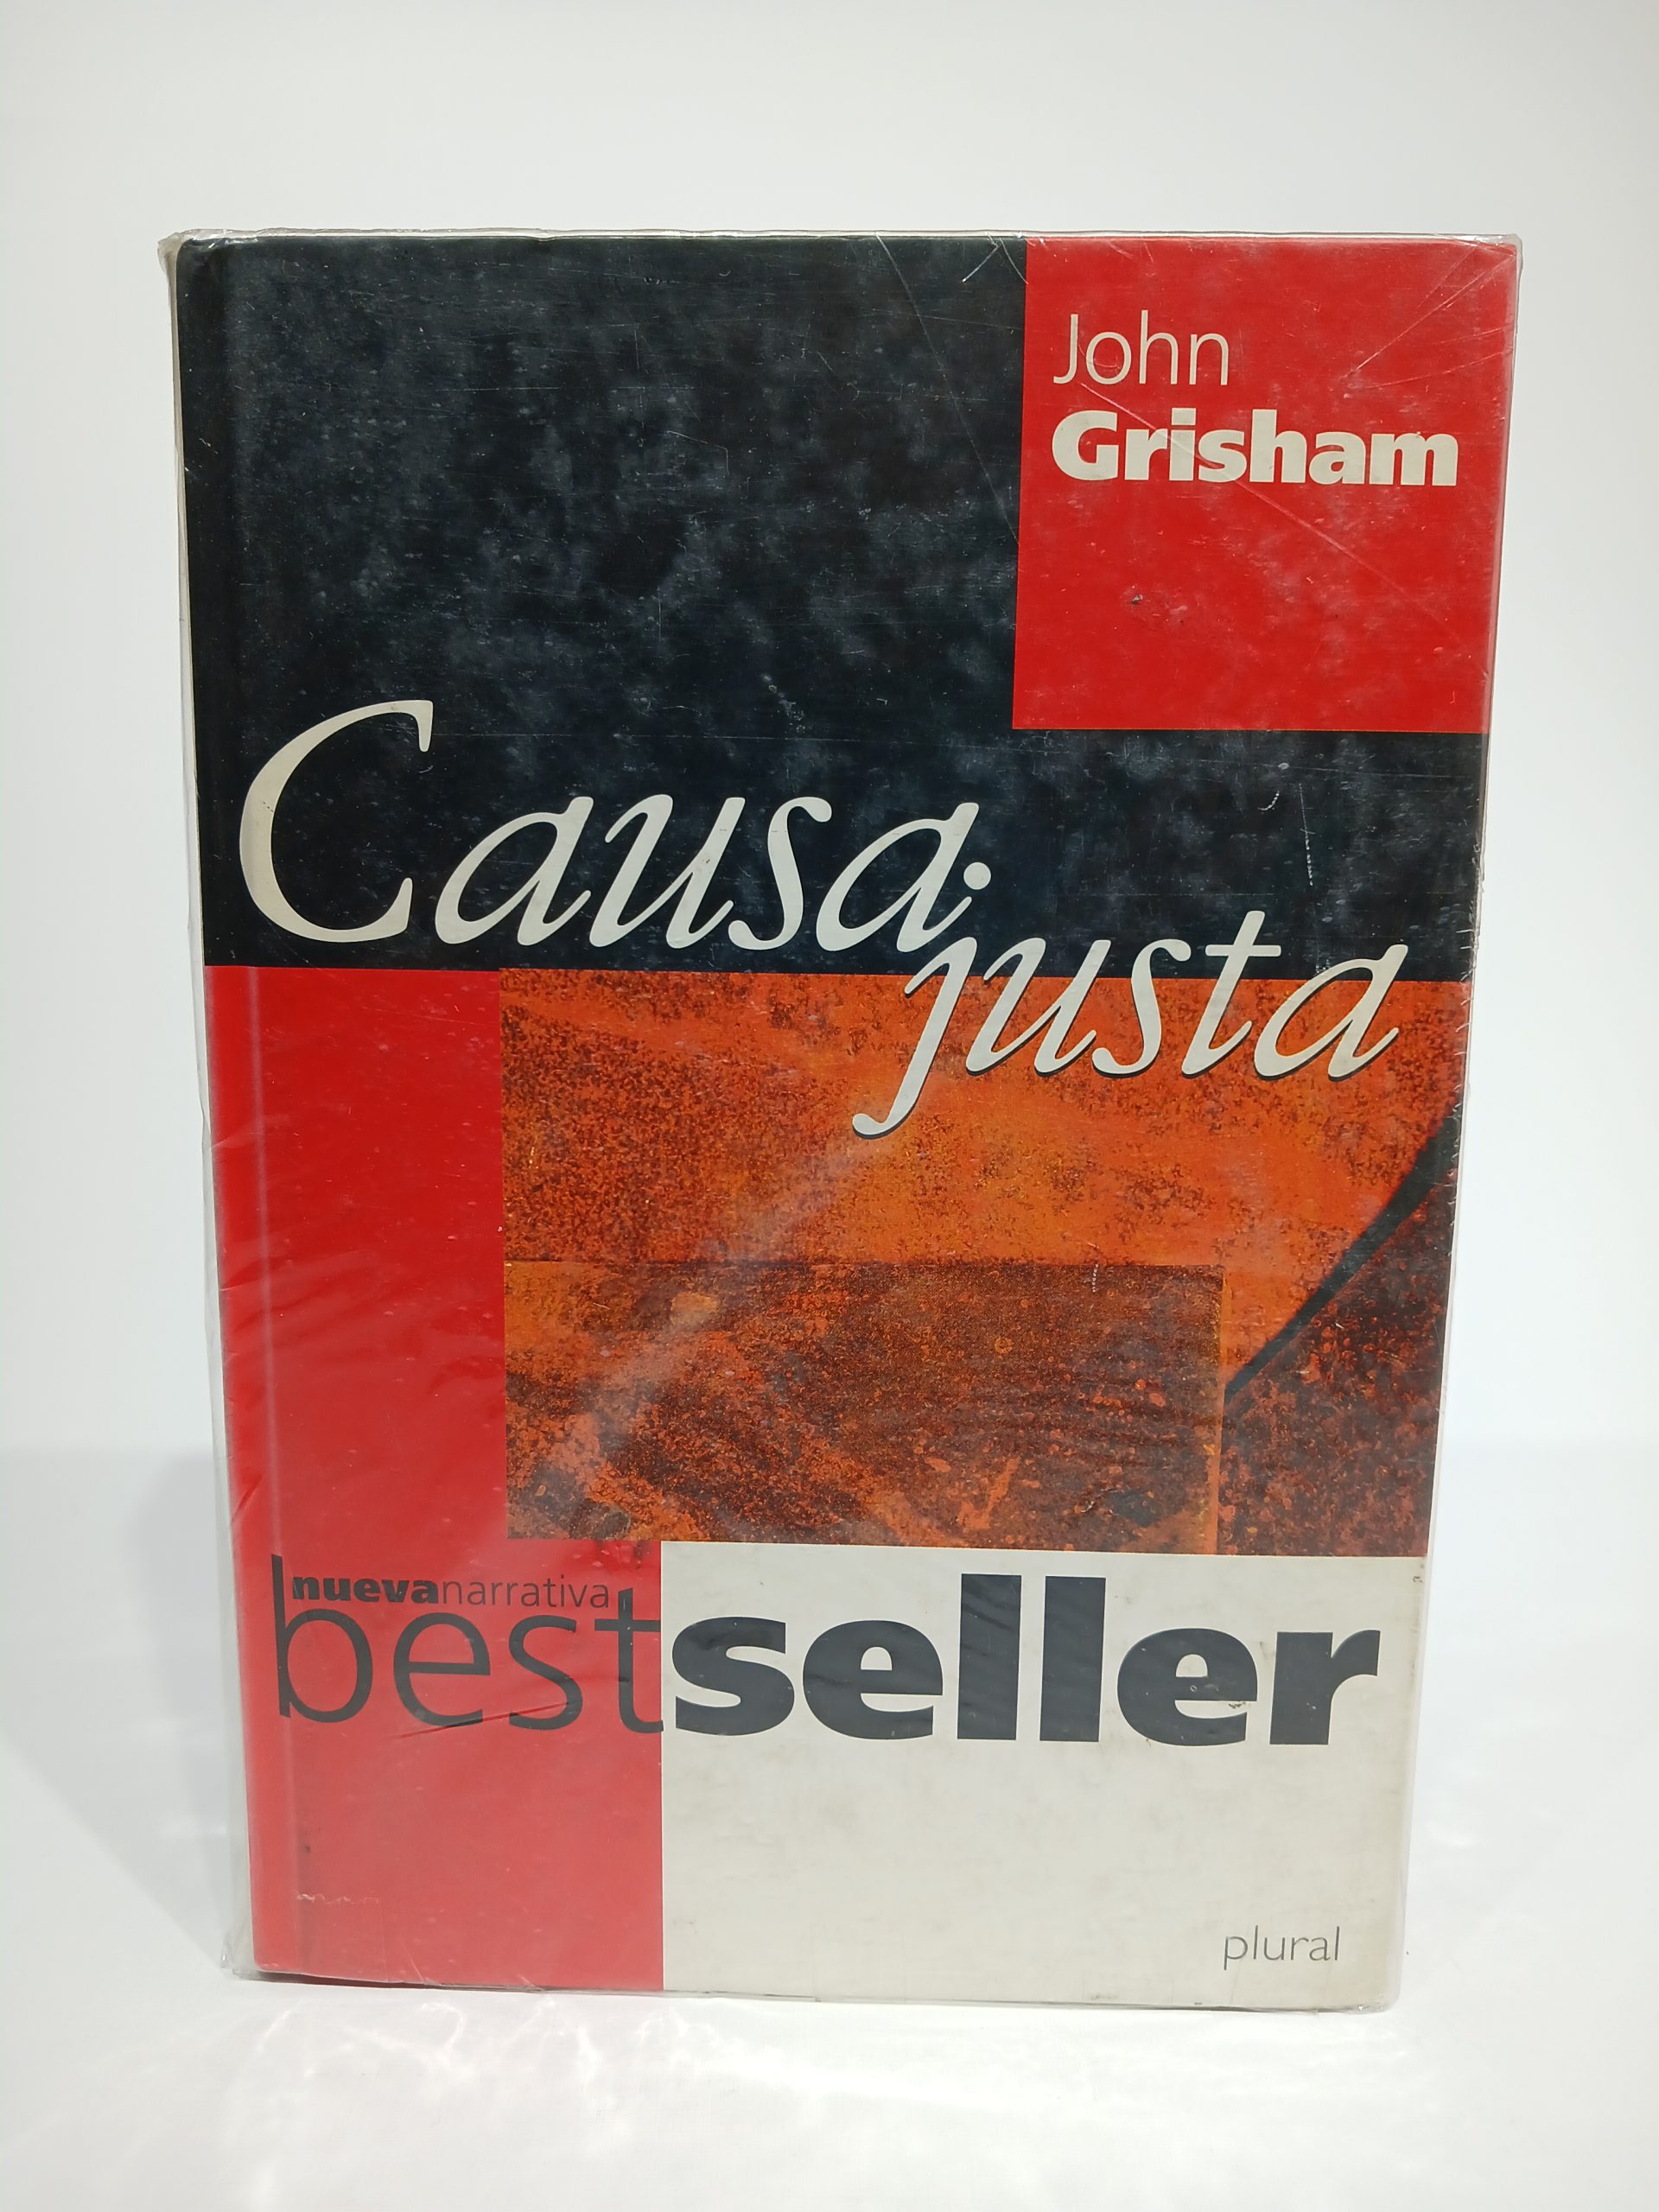 John
Grisham
Causa
justa
nuevanarrativa
bestseller
plural